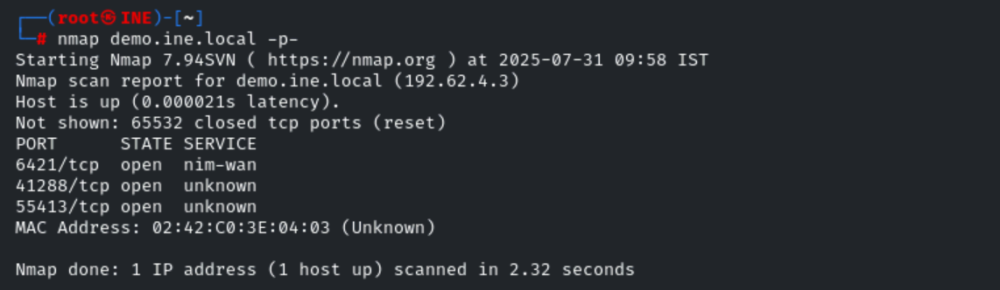 ┌──(root㉿INE)-[~]
└─# nmap demo.ine.local -p-
Starting Nmap 7.94SVN ( https://nmap.org ) at 2025-07-31 09:58 IST
Nmap scan report for demo.ine.local (192.62.4.3)
Host is up (0.000021s latency).
Not shown: 65532 closed tcp ports (reset)
PORT      STATE SERVICE
6421/tcp  open  nim-wan
41288/tcp open  unknown
55413/tcp open  unknown
MAC Address: 02:42:C0:3E:04:03 (Unknown)
Nmap done: 1 IP address (1 host up) scanned in 2.32 seconds